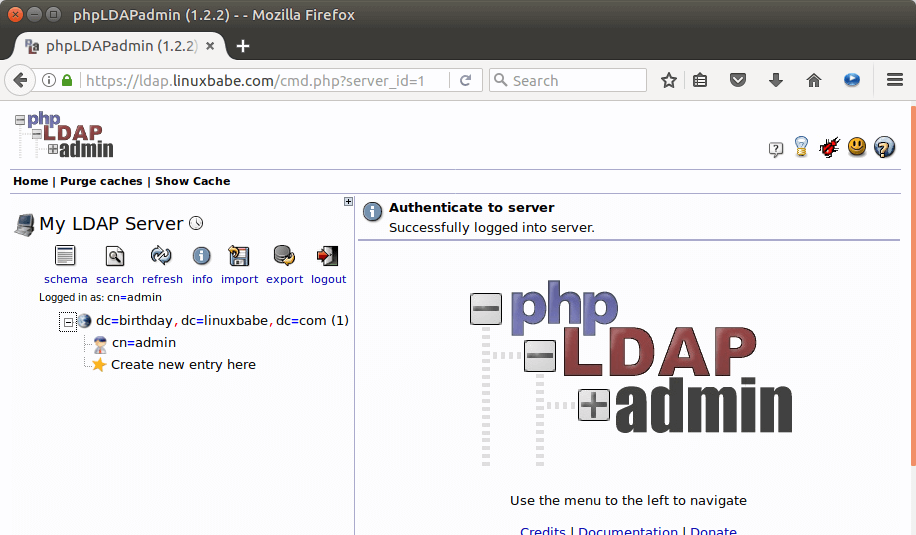 phpLDAPadmin (1.2.2) - - Mozilla Firefox
phpLDAPadmin (1.2.2)
https://ldap.linuxbabe.com/cmd.php?server_id=1
Search
php
LDAP
admin
Home | Purge caches | Show Cache
My LDAP Server
schema search refresh info import export logout
Logged in as: cn=admin
dc=birthday, dc=linuxbabe, dc=com (1)
cn=admin
Create new entry here
Authenticate to server
Successfully logged into server.
php
LDAP
admin
Use the menu to the left to navigate
Credits | Documentation | Donate